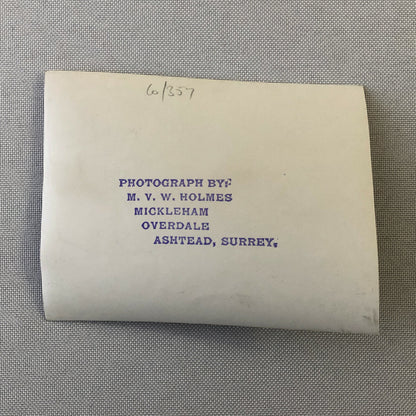 60/357
PHOTOGRAPH BY:
M. V. W. HOLMES
MICKLEHAM
OVERDALE
ASHTEAD, SURREY.